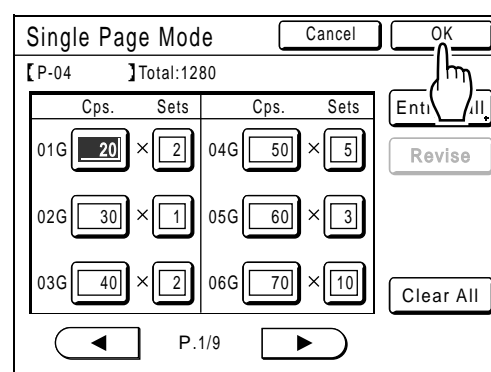 Single Page Mode Cancel OK
【P-04 】Total:1280
Cps. Sets Cps. Sets
01G 20 × 2 04G 50 × 5
Revise
02G 30 × 1 05G 60 × 3
03G 40 × 2 06G 70 × 10
Clear All
◀ P.1/9 ▶